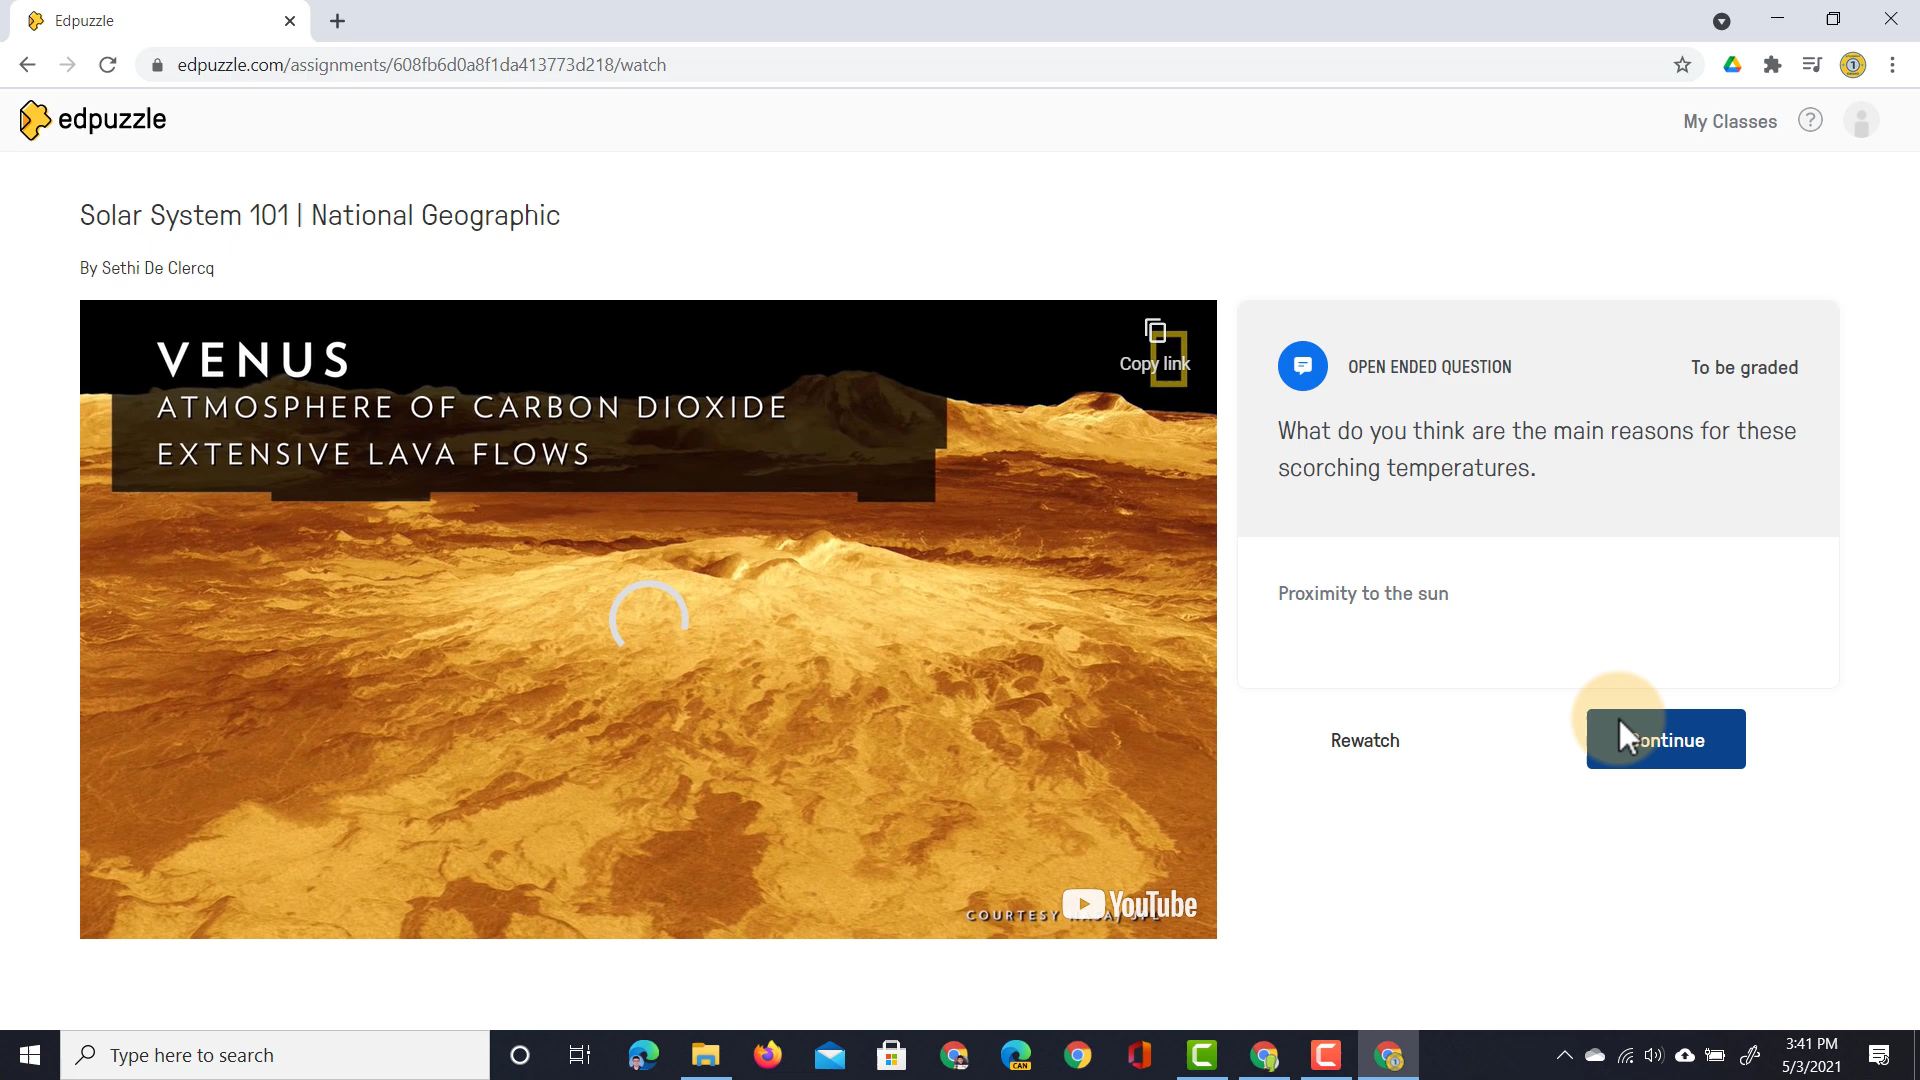 Edpuzzle
edpuzzle.com/assignments/608fb6d0a8f1da413773d218/watch
edpuzzle
My Classes
?
Solar System 101 | National Geographic
By Sethi De Clercq
VENUS
ATMOSPHERE OF CARBON DIOXIDE
EXTENSIVE LAVA FLOWS
Copy link
COURTESY
YouTube
OPEN ENDED QUESTION
To be graded
What do you think are the main reasons for these
scorching temperatures.
Proximity to the sun
Rewatch
Continue
Type here to search
CAN
3:41 PM
5/3/2021